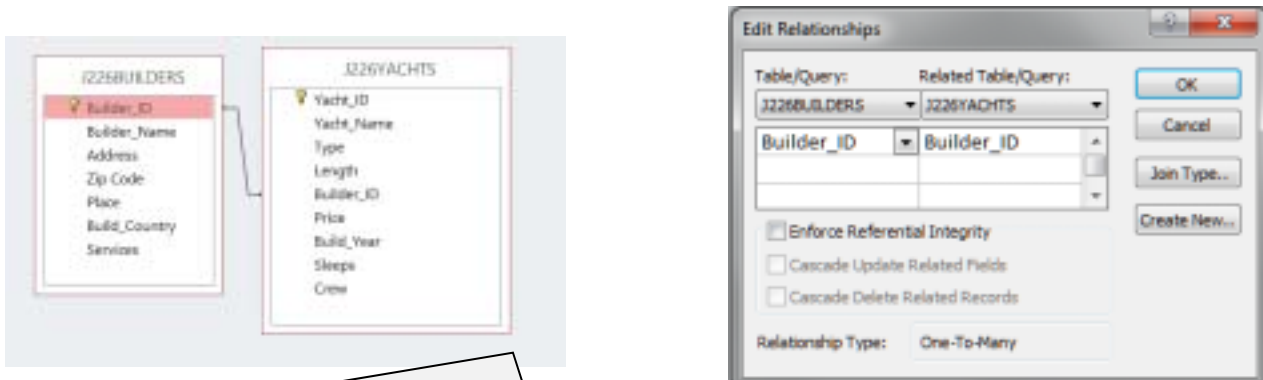 J226BUILDERS
Builder_ID
Builder_Name
Address
Zip Code
Place
Build_Country
Services
J226YACHTS
Yacht_ID
Yacht_Name
Type
Length
Builder_ID
Price
Build_Year
Sleeps
Crew
Edit Relationships
Table/Query: Related Table/Query:
J226BUILDERS J226YACHTS
Builder_ID Builder_ID
Enforce Referential Integrity
Cascade Update Related Fields
Cascade Delete Related Records
Relationship Type: One-To-Many
OK
Cancel
Join Type...
Create New...